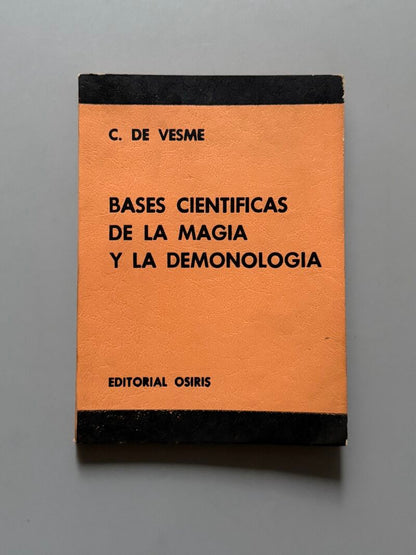 C. DE VESME
BASES CIENTIFICAS
DE LA MAGIA
Y LA DEMONOLOGIA
EDITORIAL OSIRIS